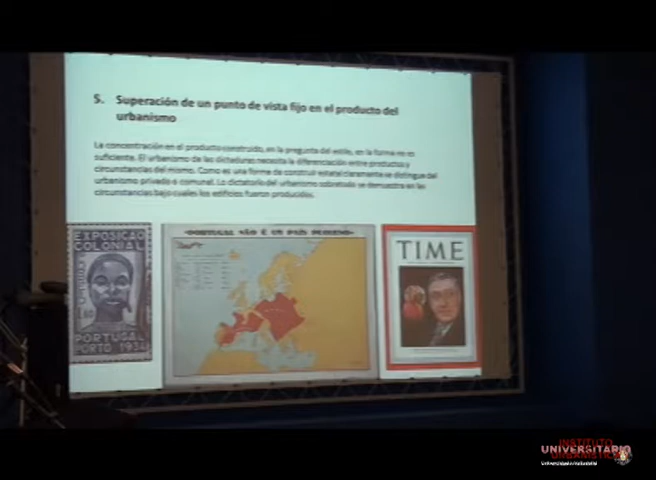 5. Superación de un punto de vista fijo en el producto del
urbanismo
La concentración en el producto construido, en la pregunta del estilo, en la forma no es
suficiente. El urbanismo de las dictaduras necesita la diferenciación entre producto y
circunstancias del mismo. Como es una forma de construir estatal claramente se distingue del
urbanismo privado o comunal. Lo dictatorio del urbanismo sobretodo se demuestra en las
circunstancias bajo cuales los edificios fueron producidos.
EXPOSIÇÃO
COLONIAL
PORTUGAL
PORTO 1934
PORTUGAL NÃO É UM PAÍS PEQUENO
TIME
INSTITUTO
UNIVERSITARIO